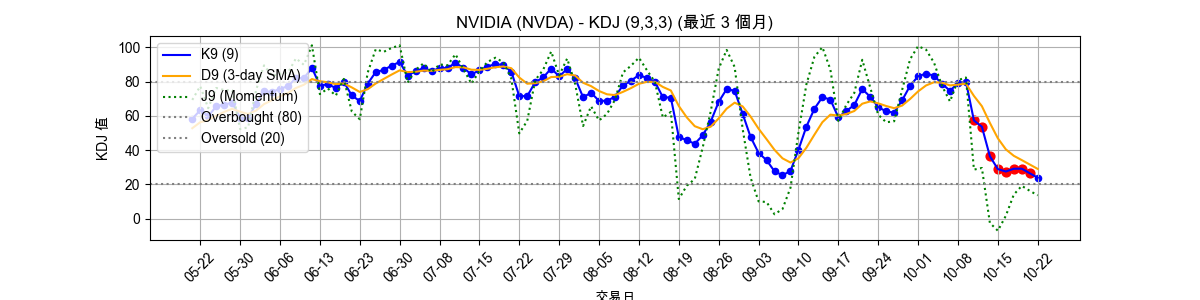 NVIDIA (NVDA) - KDJ (9,3,3) (最近 3 個月)
KDJ 值
100
80
60
40
20
0
K9 (9)
D9 (3-day SMA)
J9 (Momentum)
Overbought (80)
Oversold (20)
05-22 05-30 06-06 06-13 06-23 06-30 07-08 07-15 07-22 07-29 08-05 08-12 08-19 08-26 09-03 09-10 09-17 09-24 10-01 10-08 10-15 10-22
交易日